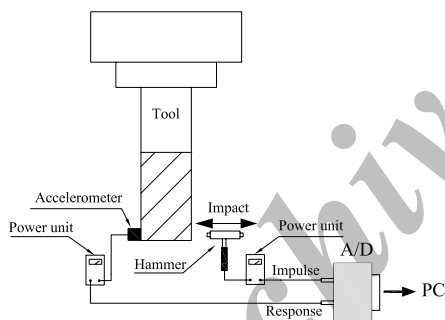 Tool
Accelerometer
Impact
Power unit
Power unit
A/D
Hammer
Impulse
PC
Response